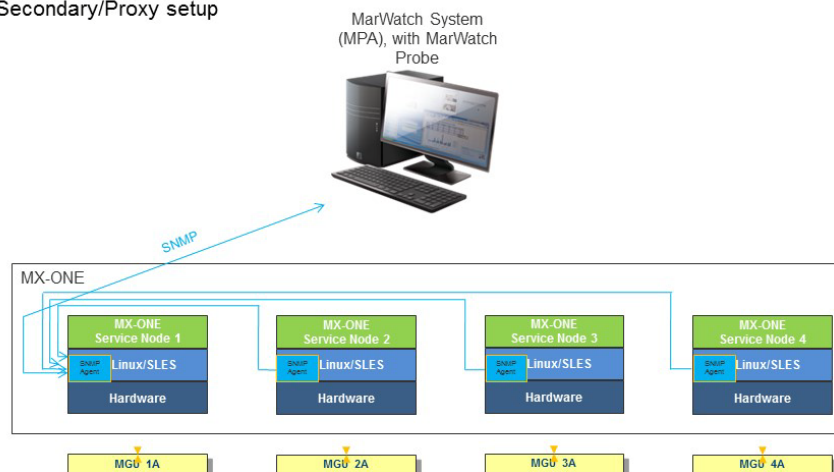 Secondary/Proxy setup
MarWatch System
(MPA), with MarWatch
Probe
SNMP
MX-ONE
MX-ONE
Service Node 1
SNMP
Agent
Linux/SLES
Hardware
MX-ONE
Service Node 2
SNMP
Agent
Linux/SLES
Hardware
MX-ONE
Service Node 3
SNMP
Agent
Linux/SLES
Hardware
MX-ONE
Service Node 4
SNMP
Agent
Linux/SLES
Hardware
MGU 1A
MGU 2A
MGU 3A
MGU 4A